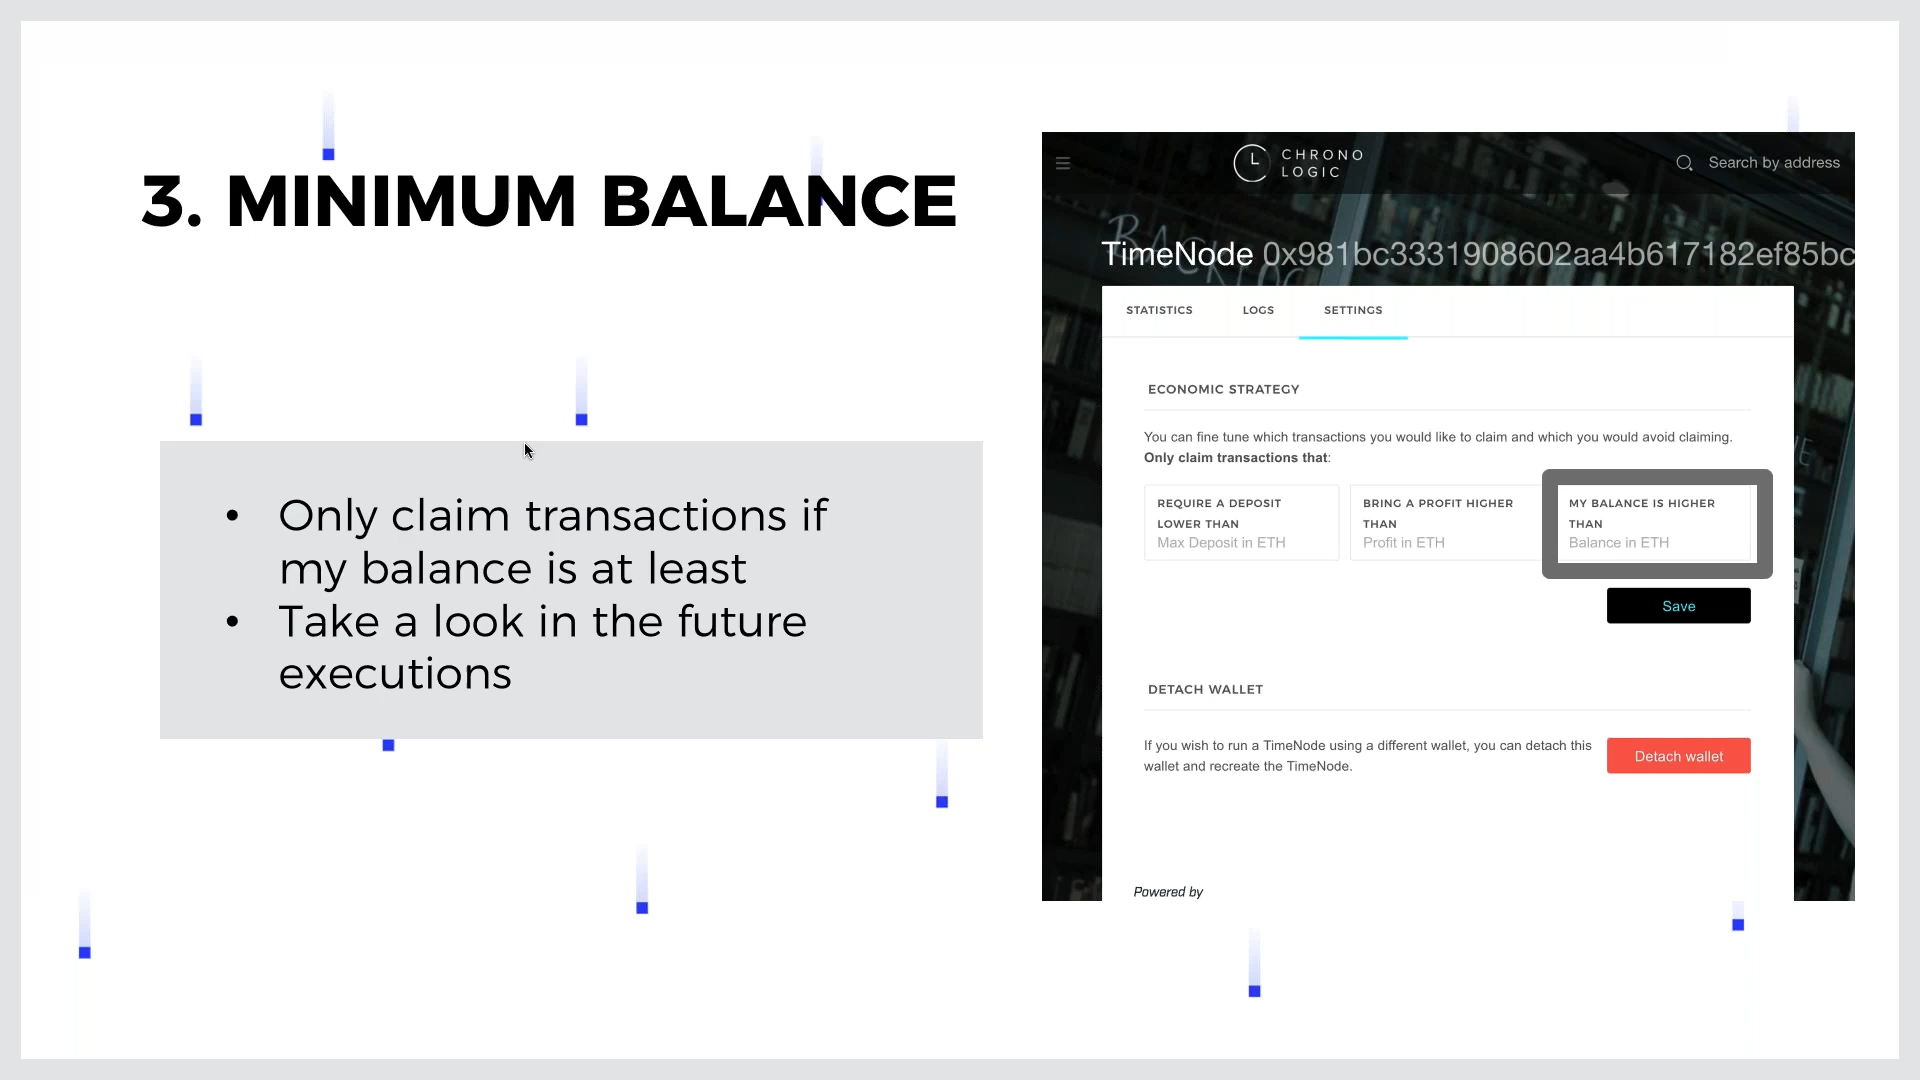 3. MINIMUM BALANCE
• Only claim transactions if
my balance is at least
• Take a look in the future
executions
CHRONO
LOGIC
Search by address
TimeNode 0x981bc3331908602aa4b617182ef85bc
STATISTICS
LOGS
SETTINGS
ECONOMIC STRATEGY
You can fine tune which transactions you would like to claim and which you would avoid claiming.
Only claim transactions that:
REQUIRE A DEPOSIT
LOWER THAN
Max Deposit in ETH
BRING A PROFIT HIGHER
THAN
Profit in ETH
MY BALANCE IS HIGHER
THAN
Balance in ETH
Save
DETACH WALLET
If you wish to run a TimeNode using a different wallet, you can detach this
wallet and recreate the TimeNode.
Detach wallet
Powered by